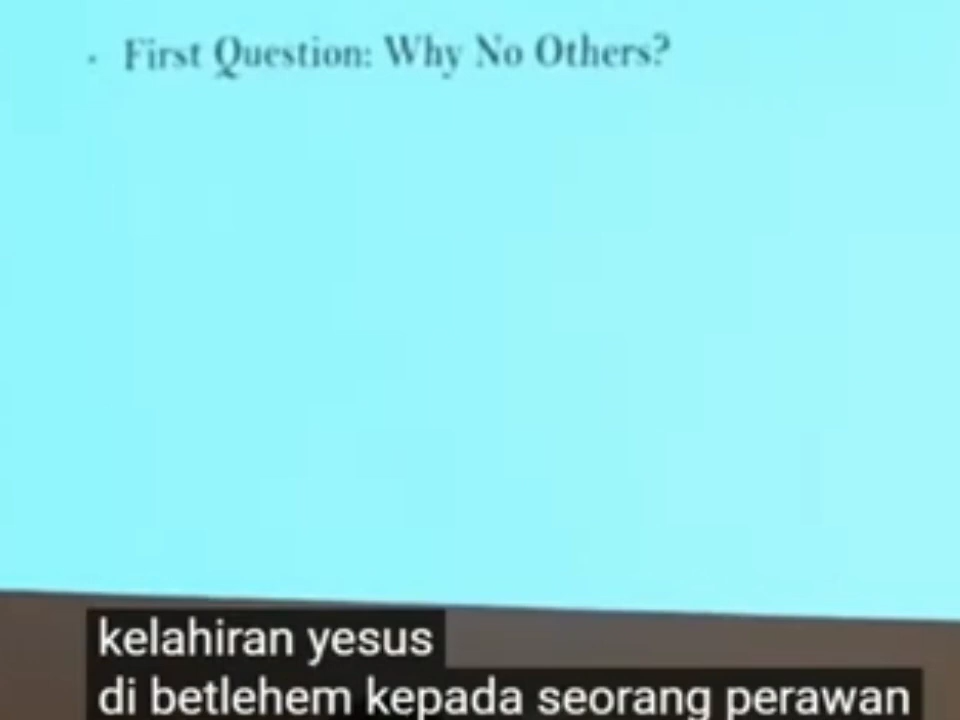 · First Question: Why No Others?
kelahiran yesus
di betlehem kepada seorang perawan